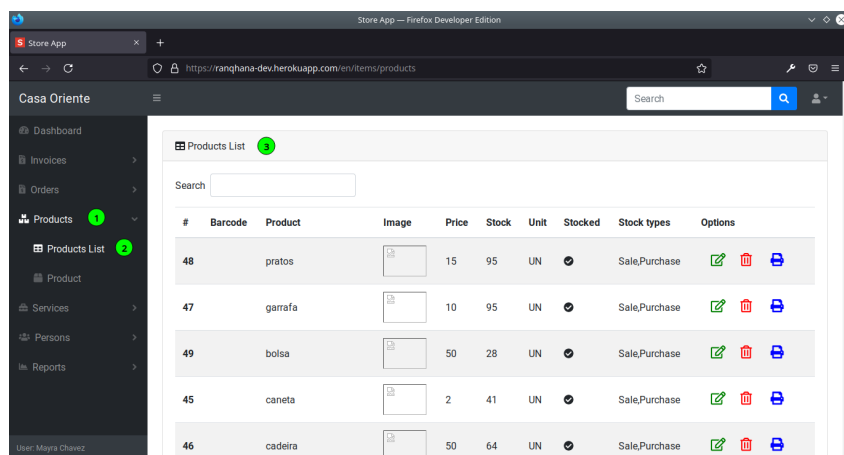 Store App — Firefox Developer Edition
S Store App
https://ranqhana-dev.herokuapp.com/en/items/products
Casa Oriente
Search
Dashboard
Invoices
Orders
Products 1
Products List 2
Product
Services
Persons
Reports
User: Mayra Chavez
Products List 3
Search
# Barcode Product Image Price Stock Unit Stocked Stock types Options
48 pratos 15 95 UN Sale,Purchase
47 garrafa 10 95 UN Sale,Purchase
49 bolsa 50 28 UN Sale,Purchase
45 caneta 2 41 UN Sale,Purchase
46 cadeira 50 64 UN Sale,Purchase